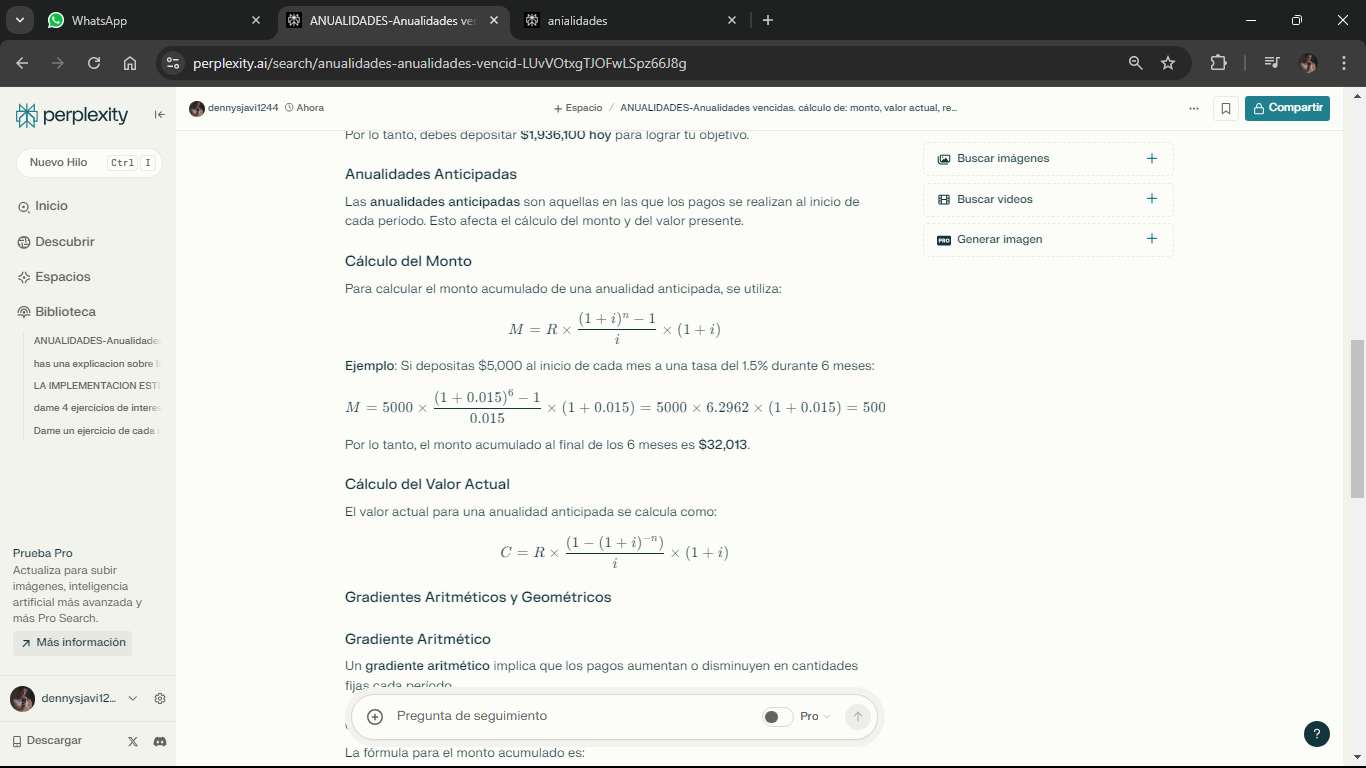 WhatsApp
ANUALIDADES-Anualidades ven
anialidades
perplexity.ai/search/anualidades-anualidades-vencid-LUvVOtxgTJOFwLSpz66J8g
perplexity
Nuevo Hilo Ctrl I
Inicio
Descubrir
Espacios
Biblioteca
ANUALIDADES-Anualidade
has una explicacion sobre l
LA IMPLEMENTACION EST
dame 4 ejercicios de intere
Dame un ejercicio de cada
Prueba Pro
Actualiza para subir
imágenes, inteligencia
artificial más avanzada y
más Pro Search.
Más información
dennysjavi12...
Descargar
dennysjavi1244 Ahora
Espacio / ANUALIDADES-Anualidades vencidas. cálculo de: monto, valor actual, re...
Compartir
Por lo tanto, debes depositar $1,936,100 hoy para lograr tu objetivo.
Anualidades Anticipadas
Las anualidades anticipadas son aquellas en las que los pagos se realizan al inicio de
cada período. Esto afecta el cálculo del monto y del valor presente.
Cálculo del Monto
Para calcular el monto acumulado de una anualidad anticipada, se utiliza:
M = R × ((1 + i)^n − 1)/i × (1 + i)
Ejemplo: Si depositas $5,000 al inicio de cada mes a una tasa del 1.5% durante 6 meses:
M = 5000 × ((1 + 0.015)^6 − 1)/0.015 × (1 + 0.015) = 5000 × 6.2962 × (1 + 0.015) = 500
Por lo tanto, el monto acumulado al final de los 6 meses es $32,013.
Cálculo del Valor Actual
El valor actual para una anualidad anticipada se calcula como:
C = R × (1 − (1 + i)^−n)/i × (1 + i)
Gradientes Aritméticos y Geométricos
Gradiente Aritmético
Un gradiente aritmético implica que los pagos aumentan o disminuyen en cantidades
fijas cada período.
Pregunta de seguimiento
Pro
La fórmula para el monto acumulado es:
Buscar imágenes
Buscar videos
PRO Generar imagen
?